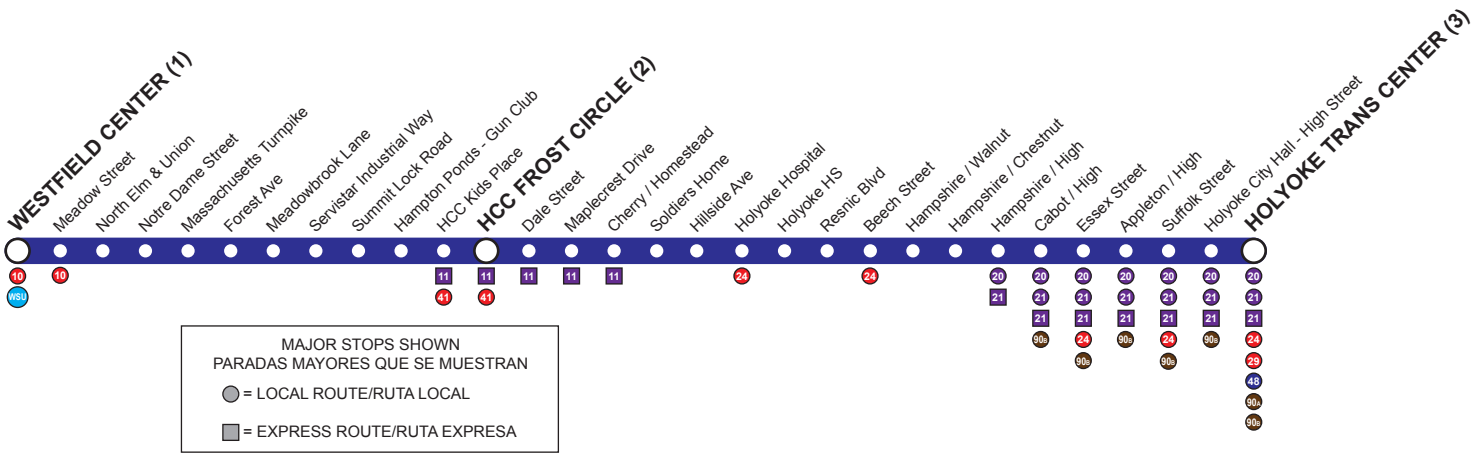 WESTFIELD CENTER (1)
Meadow Street
North Elm & Union
Notre Dame Street
Massachusetts Turnpike
Forest Ave
Meadowbrook Lane
Servistar Industrial Way
Summit Lock Road
Hampton Ponds - Gun Club
HCC Kids Place
HCC FROST CIRCLE (2)
Dale Street
Maplecrest Drive
Cherry / Homestead
Soldiers Home
Hillside Ave
Holyoke Hospital
Holyoke HS
Resnic Blvd
Beech Street
Hampshire / Walnut
Hampshire / Chestnut
Hampshire / High
Cabot / High
Essex Street
Appleton / High
Suffolk Street
Holyoke City Hall - High Street
HOLYOKE TRANS CENTER (3)
10 10 11 11 11 11 11 24 24 20 20 20 20 20 20 20
WSU 41 41 21 21 21 21 21 21 21
21 21 21 21 21 21
90B 24 90B 24 90B 24
90B 90B 29
48
90A
90B
MAJOR STOPS SHOWN
PARADAS MAYORES QUE SE MUESTRAN
= LOCAL ROUTE/RUTA LOCAL
= EXPRESS ROUTE/RUTA EXPRESA